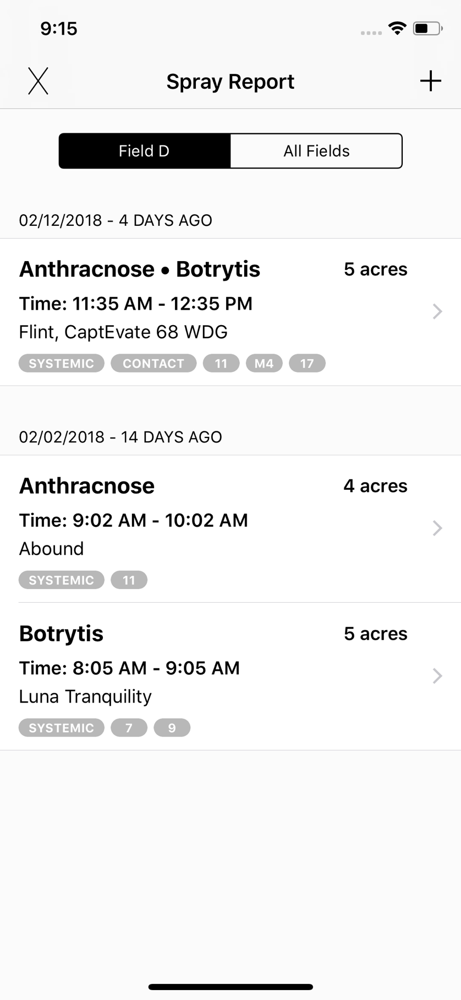 9:15
Spray Report
Field D All Fields
02/12/2018 - 4 DAYS AGO
Anthracnose • Botrytis 5 acres
Time: 11:35 AM - 12:35 PM
Flint, CaptEvate 68 WDG
SYSTEMIC CONTACT 11 M4 17
02/02/2018 - 14 DAYS AGO
Anthracnose 4 acres
Time: 9:02 AM - 10:02 AM
Abound
SYSTEMIC 11
Botrytis 5 acres
Time: 8:05 AM - 9:05 AM
Luna Tranquility
SYSTEMIC 7 9